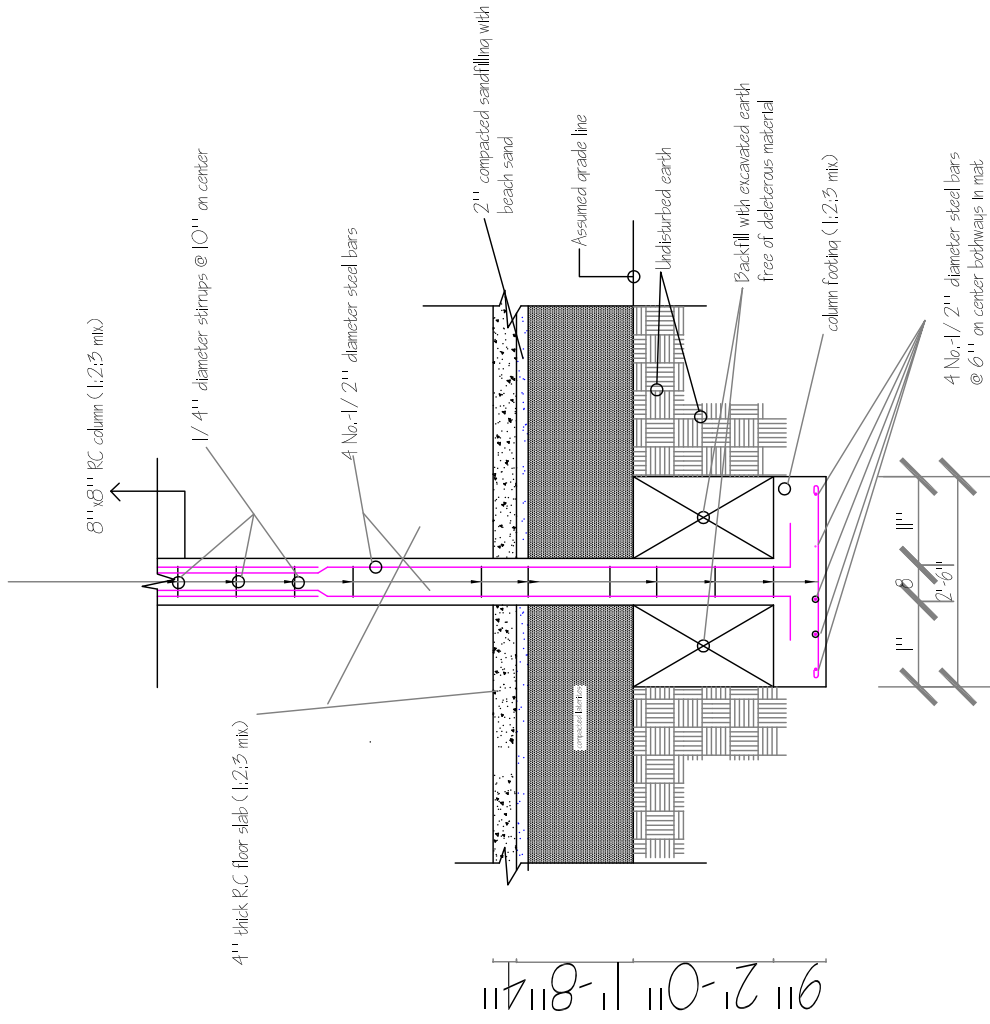 8''x8'' RC column (1:2:3 mix)
1/4'' diameter stirrups @ 10'' on center
4 No.-1/2'' diameter steel bars
4'' thick R.C floor slab (1:2:3 mix)
2'' compacted sandfilling with
beach sand
Assumed grade line
Undisturbed earth
Backfill with excavated earth
free of deleterous material
column footing (1:2:3 mix)
4 No.-1/2'' diameter steel bars
@ 6'' on center bothways in mat
compacted laterites
1' 8 1''
2'-6''
4''
1'-8''
2'-0''
9''